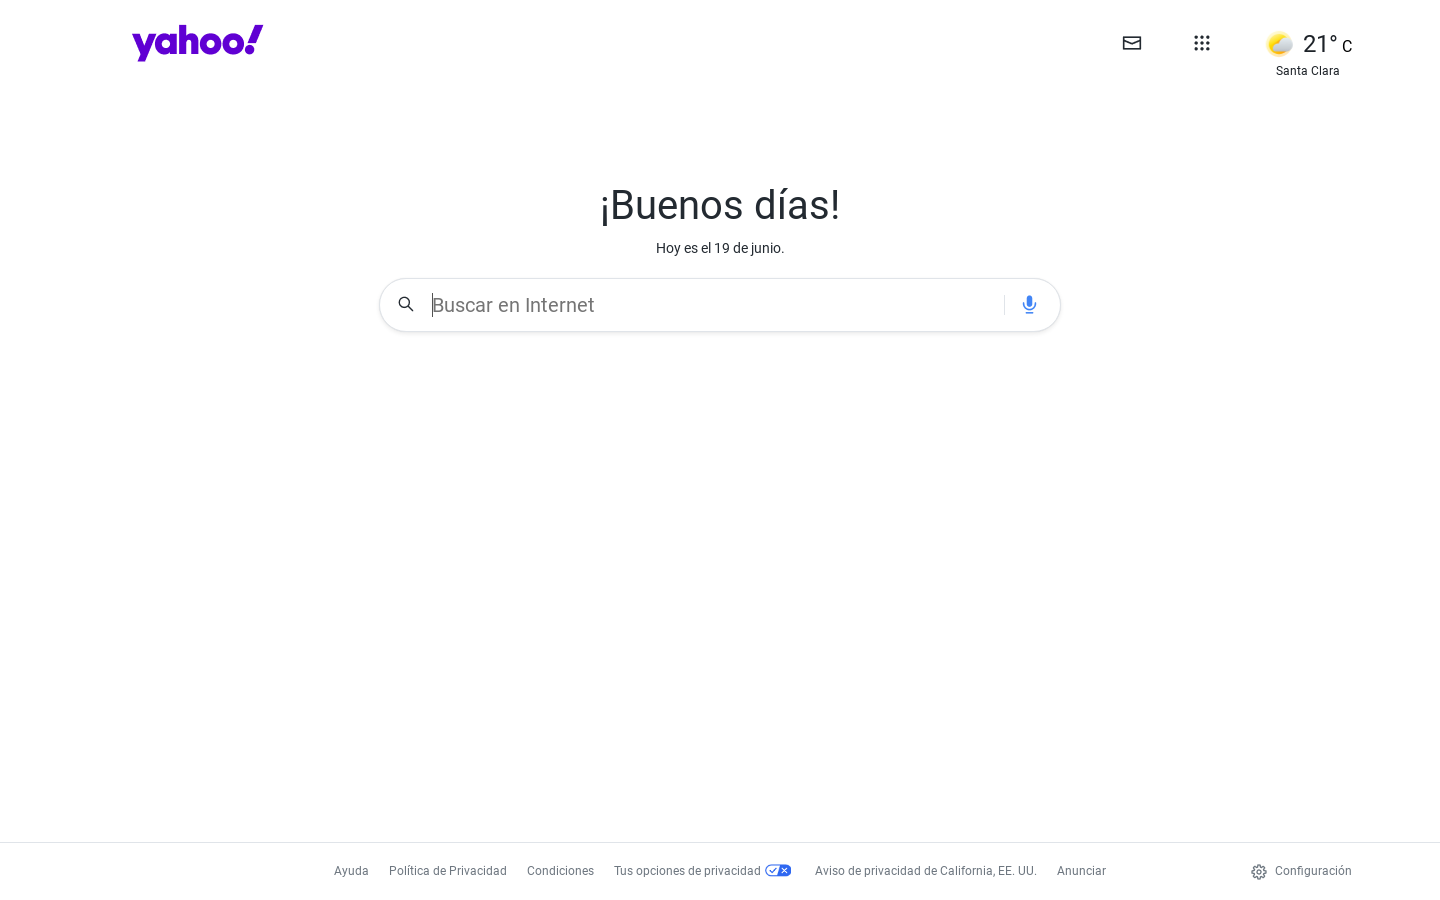 yahoo!
21° C
Santa Clara
¡Buenos días!
Hoy es el 19 de junio.
Buscar en Internet
Ayuda Política de Privacidad Condiciones Tus opciones de privacidad Aviso de privacidad de California, EE. UU. Anunciar Configuración